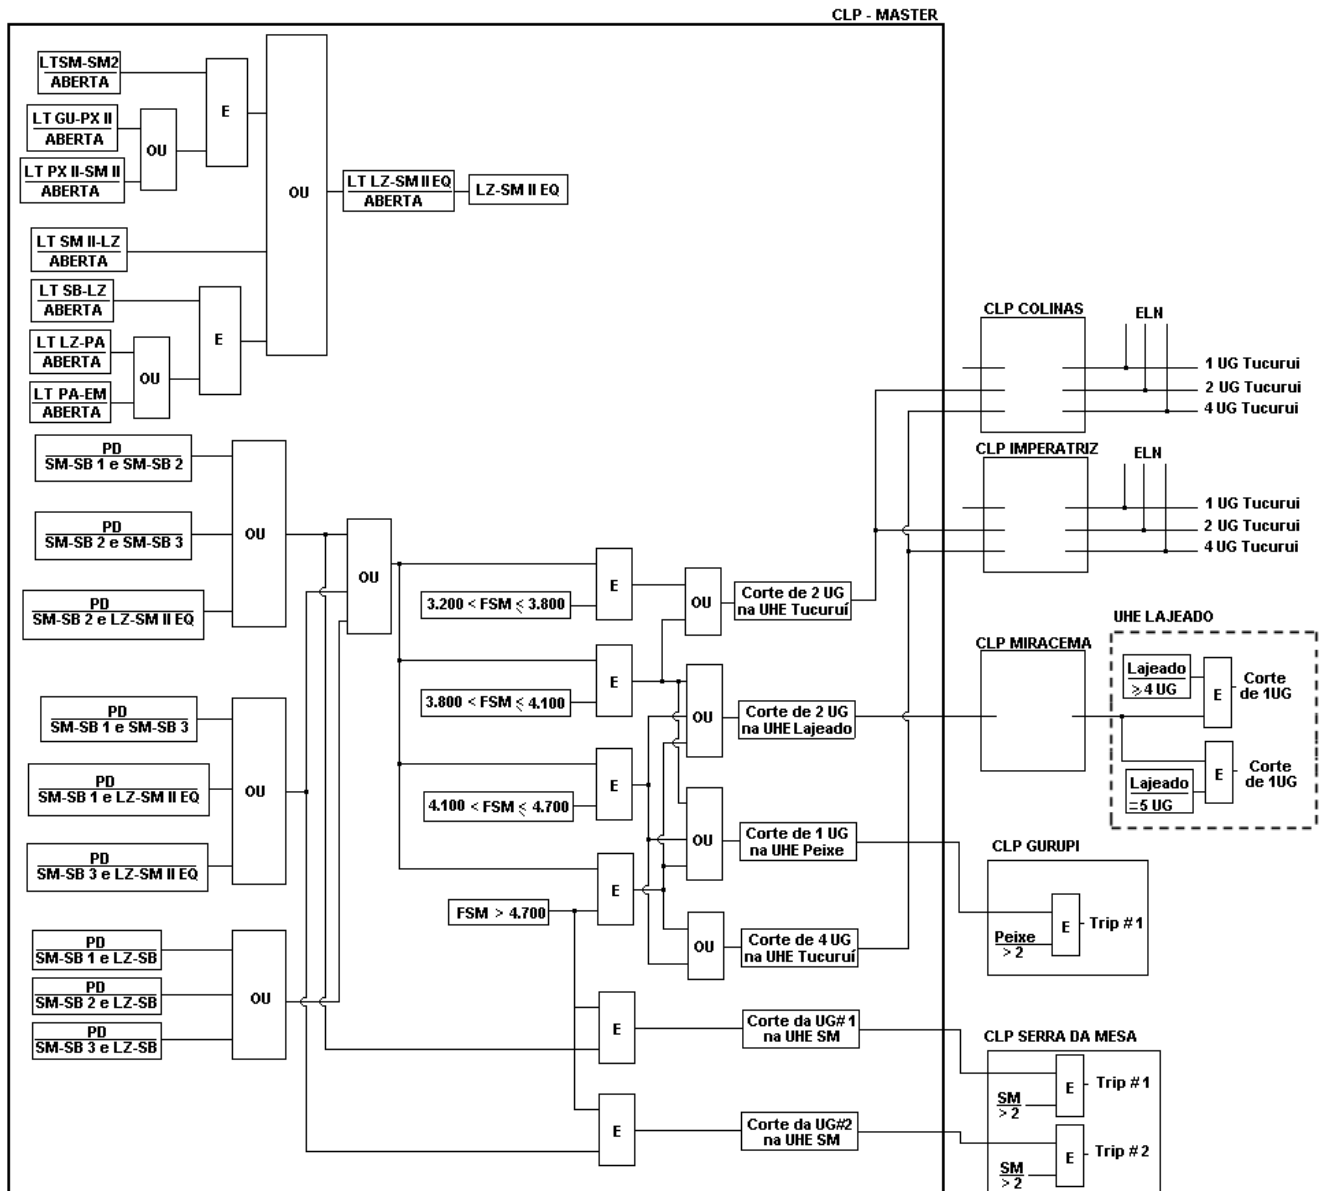 CLP - MASTER
LTSM-SM2
ABERTA
LT GU-PX II
ABERTA
LT PX II-SM II
ABERTA
OU
E
LT SM II-LZ
ABERTA
LT SB-LZ
ABERTA
LT LZ-PA
ABERTA
LT PA-EM
ABERTA
OU
E
OU
LT LZ-SM II EQ
ABERTA
LZ-SM II EQ
PD
SM-SB 1 e SM-SB 2
PD
SM-SB 2 e SM-SB 3
PD
SM-SB 2 e LZ-SM II EQ
OU
PD
SM-SB 1 e SM-SB 3
PD
SM-SB 1 e LZ-SM II EQ
PD
SM-SB 3 e LZ-SM II EQ
OU
PD
SM-SB 1 e LZ-SB
PD
SM-SB 2 e LZ-SB
PD
SM-SB 3 e LZ-SB
OU
OU
3.200 < FSM ⩽ 3.800
E
3.800 < FSM ⩽ 4.100
E
4.100 < FSM ⩽ 4.700
E
FSM > 4.700
E
E
E
OU
OU
OU
OU
Corte de 2 UG
na UHE Tucuruí
Corte de 2 UG
na UHE Lajeado
Corte de 1 UG
na UHE Peixe
Corte de 4 UG
na UHE Tucuruí
Corte da UG#1
na UHE SM
Corte da UG#2
na UHE SM
CLP COLINAS
ELN
1 UG Tucurui
2 UG Tucurui
4 UG Tucurui
CLP IMPERATRIZ
ELN
1 UG Tucurui
2 UG Tucurui
4 UG Tucurui
CLP MIRACEMA
UHE LAJEADO
Lajeado
⩾ 4 UG
E
Corte
de 1UG
Lajeado
=5 UG
E
Corte
de 1UG
CLP GURUPI
Peixe
> 2
E
Trip #1
CLP SERRA DA MESA
SM
> 2
E
Trip #1
SM
> 2
E
Trip #2